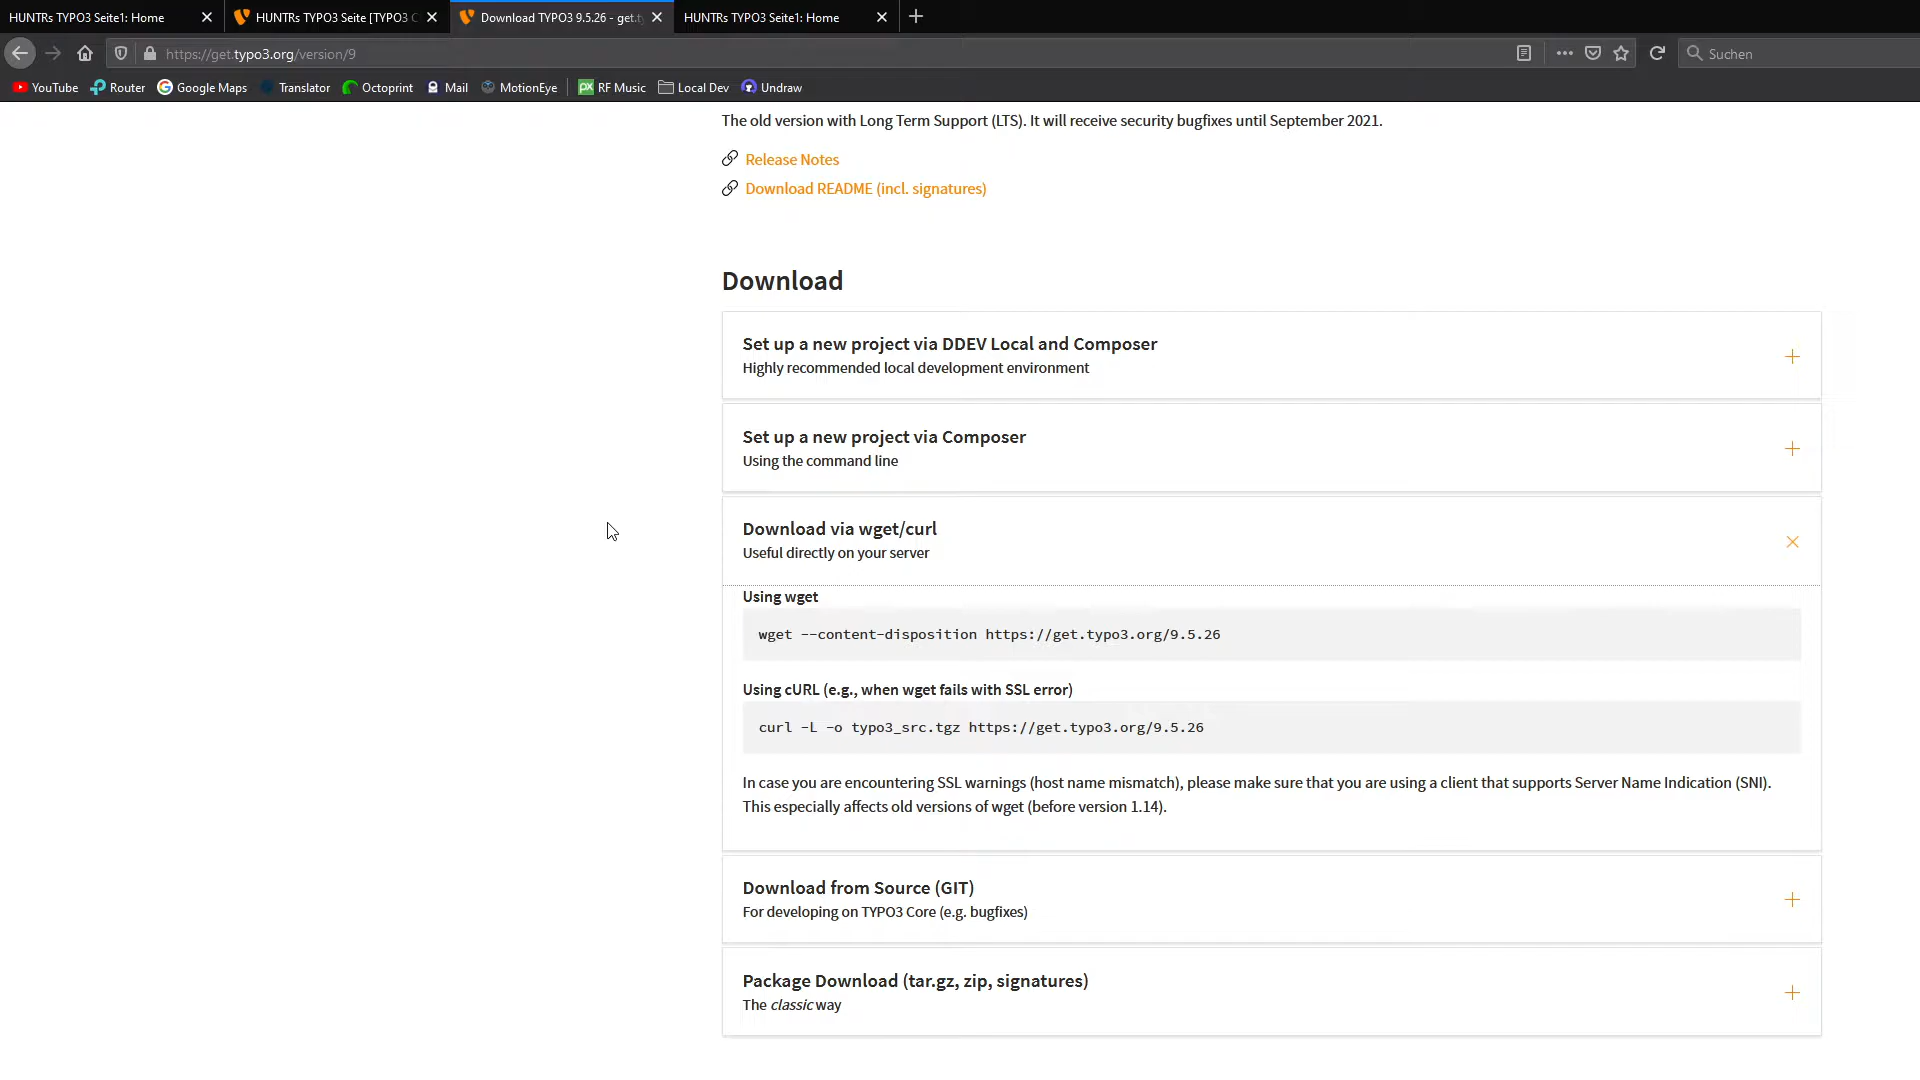 HUNTRs TYPO3 Seite1: Home
HUNTRs TYPO3 Seite [TYPO3 C
Download TYPO3 9.5.26 - get.ty
HUNTRs TYPO3 Seite1: Home
https://get.typo3.org/version/9
Suchen
YouTube
Router
Google Maps
Translator
Octoprint
Mail
MotionEye
RF Music
Local Dev
Undraw
The old version with Long Term Support (LTS). It will receive security bugfixes until September 2021.
Release Notes
Download README (incl. signatures)
Download
Set up a new project via DDEV Local and Composer
Highly recommended local development environment
Set up a new project via Composer
Using the command line
Download via wget/curl
Useful directly on your server
Using wget
wget --content-disposition https://get.typo3.org/9.5.26
Using cURL (e.g., when wget fails with SSL error)
curl -L -o typo3_src.tgz https://get.typo3.org/9.5.26
In case you are encountering SSL warnings (host name mismatch), please make sure that you are using a client that supports Server Name Indication (SNI).
This especially affects old versions of wget (before version 1.14).
Download from Source (GIT)
For developing on TYPO3 Core (e.g. bugfixes)
Package Download (tar.gz, zip, signatures)
The classic way